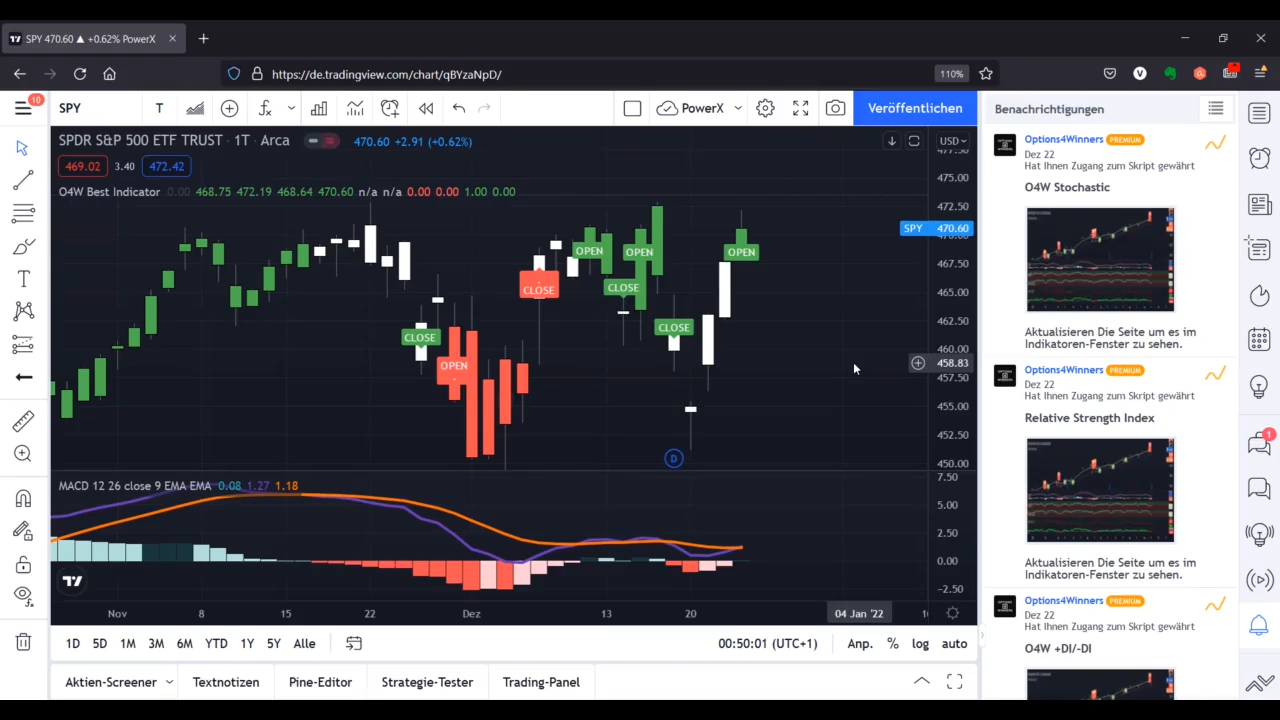 SPY 470.60 ▲ +0.62% PowerX
https://de.tradingview.com/chart/qBYzaNpD/
110%
10
SPY
T
PowerX
Veröffentlichen
Benachrichtigungen
SPDR S&P 500 ETF TRUST · 1T · Arca
470.60 +2.91 (+0.62%)
USD
469.02 3.40 472.42
O4W Best Indicator 0.00 468.75 472.19 468.64 470.60 n/a n/a 0.00 0.00 1.00 0.00
475.00
472.50
SPY 470.60
467.50
465.00
462.50
460.00
458.83
457.50
455.00
452.50
450.00
OPEN
OPEN
OPEN
CLOSE
CLOSE
CLOSE
CLOSE
OPEN
D
MACD 12 26 close 9 EMA EMA 0.08 1.27 1.18
7.50
5.00
2.50
0.00
−2.50
Nov 8 15 22 Dez 13 20 04 Jan '22
1D 5D 1M 3M 6M YTD 1Y 5Y Alle
00:50:01 (UTC+1) Anp. % log auto
Aktien-Screener Textnotizen Pine-Editor Strategie-Tester Trading-Panel
Options4Winners PREMIUM
Dez 22
Hat Ihnen Zugang zum Skript gewährt
O4W Stochastic
Aktualisieren Die Seite um es im
Indikatoren-Fenster zu sehen.
Options4Winners PREMIUM
Dez 22
Hat Ihnen Zugang zum Skript gewährt
Relative Strength Index
Aktualisieren Die Seite um es im
Indikatoren-Fenster zu sehen.
Options4Winners PREMIUM
Dez 22
Hat Ihnen Zugang zum Skript gewährt
O4W +DI/-DI
1